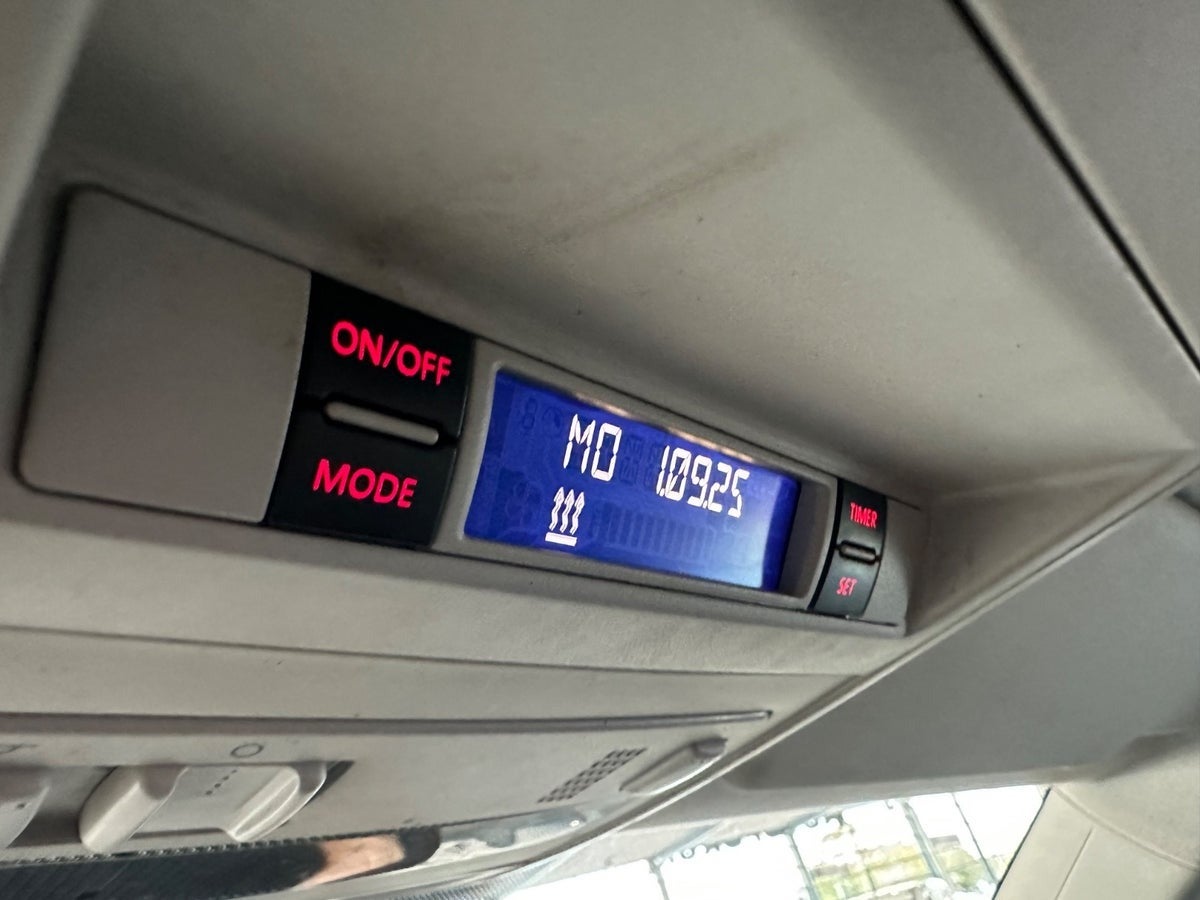 ON/OFF
MODE
MO 1.09.25
TIMER
SET